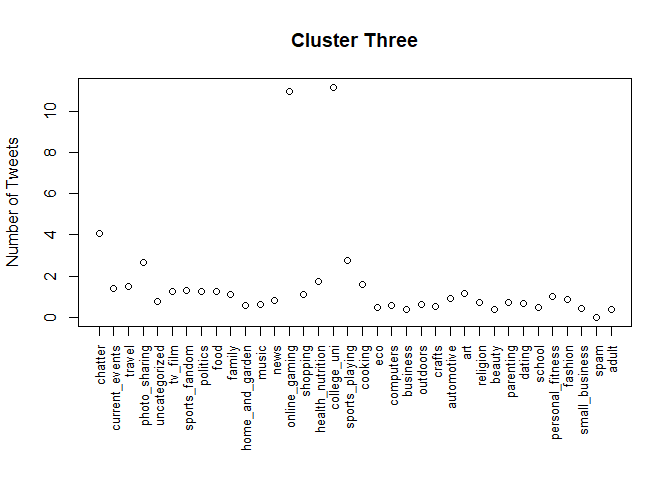 Cluster Three
Number of Tweets
10
8
6
4
2
0
chatter
current_events
travel
photo_sharing
uncategorized
tv_film
sports_fandom
politics
food
family
home_and_garden
music
news
online_gaming
shopping
health_nutrition
college_uni
sports_playing
cooking
eco
computers
business
outdoors
crafts
automotive
art
religion
beauty
parenting
dating
school
personal_fitness
fashion
small_business
spam
adult